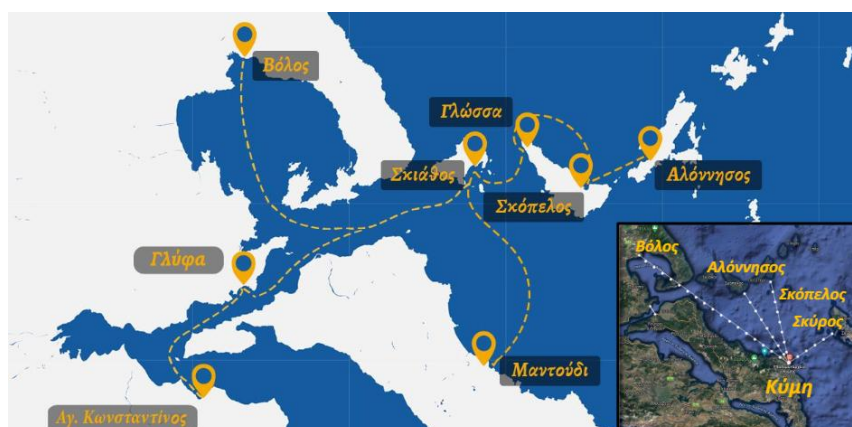 Βόλος
Γλώσσα
Σκιάθος
Σκόπελος
Αλόννησος
Γλύφα
Μαντούδι
Αγ. Κωνσταντίνος
Βόλος
Αλόννησος
Σκόπελος
Σκύρος
Κύμη